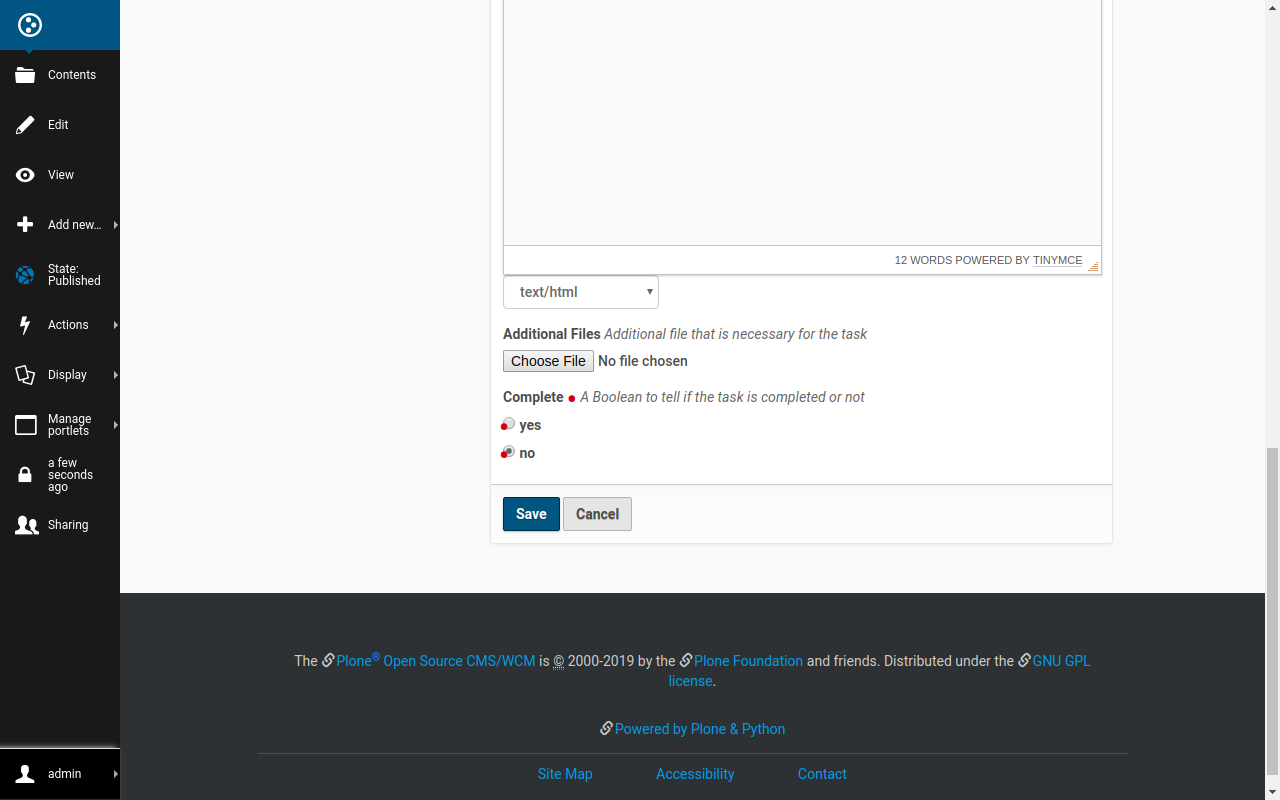 Contents
Edit
View
Add new...
State:
Published
Actions
Display
Manage
portlets
a few
seconds
ago
Sharing
admin
12 WORDS POWERED BY TINYMCE
text/html
Additional Files Additional file that is necessary for the task
Choose File No file chosen
Complete A Boolean to tell if the task is completed or not
yes
no
Save Cancel
The Plone® Open Source CMS/WCM is © 2000-2019 by the Plone Foundation and friends. Distributed under the GNU GPL
license.
Powered by Plone & Python
Site Map Accessibility Contact